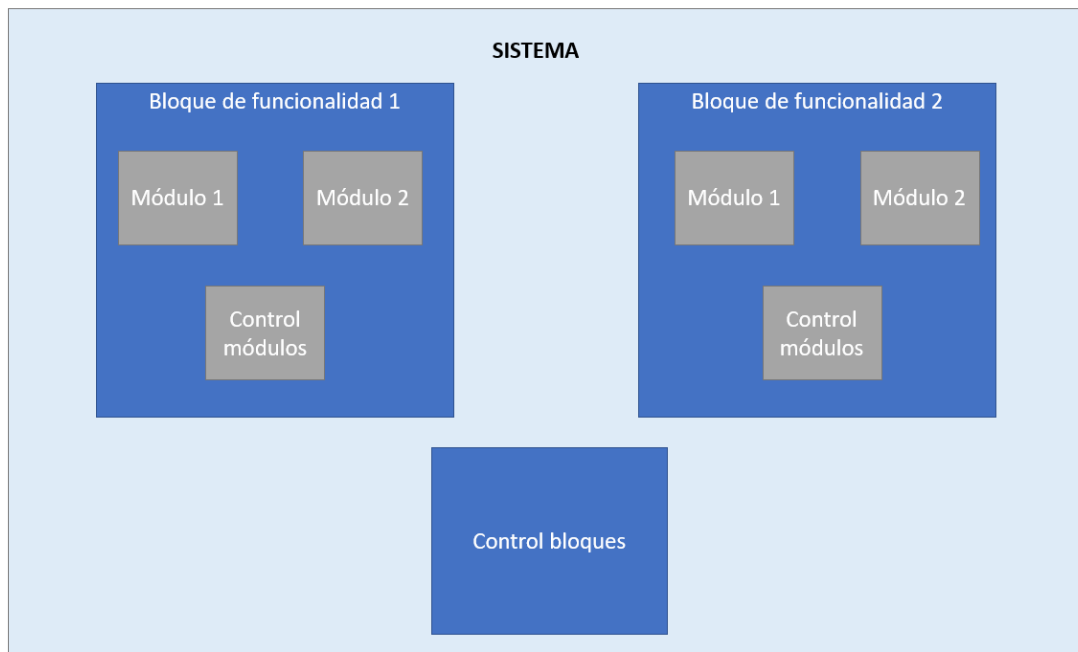 SISTEMA
Bloque de funcionalidad 1
Módulo 1
Módulo 2
Control
módulos
Bloque de funcionalidad 2
Módulo 1
Módulo 2
Control
módulos
Control bloques